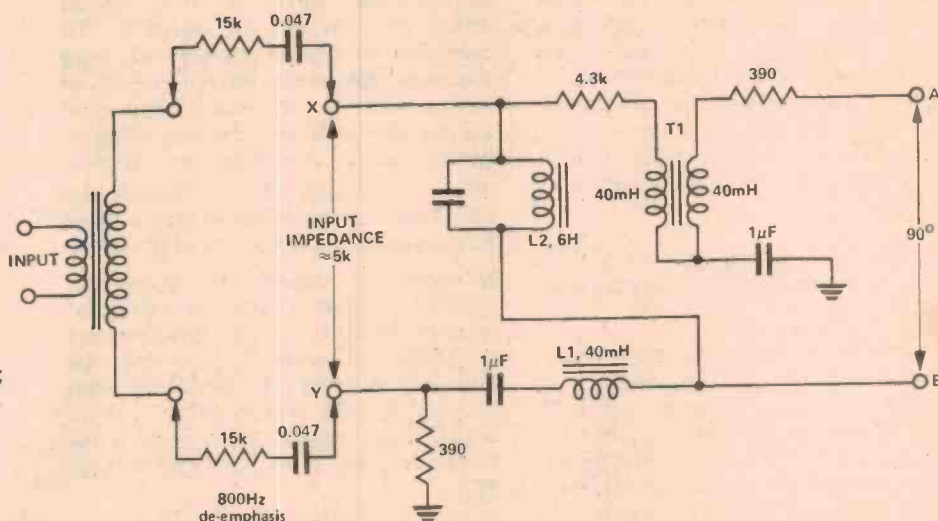 15k
0.047
X
4.3k
390
A
T1
40mH
40mH
INPUT
INPUT
IMPEDANCE
≈5k
L2, 6H
1µF
90°
1µF
L1, 40mH
Y
B
390
15k
0.047
800Hz
de-emphasis